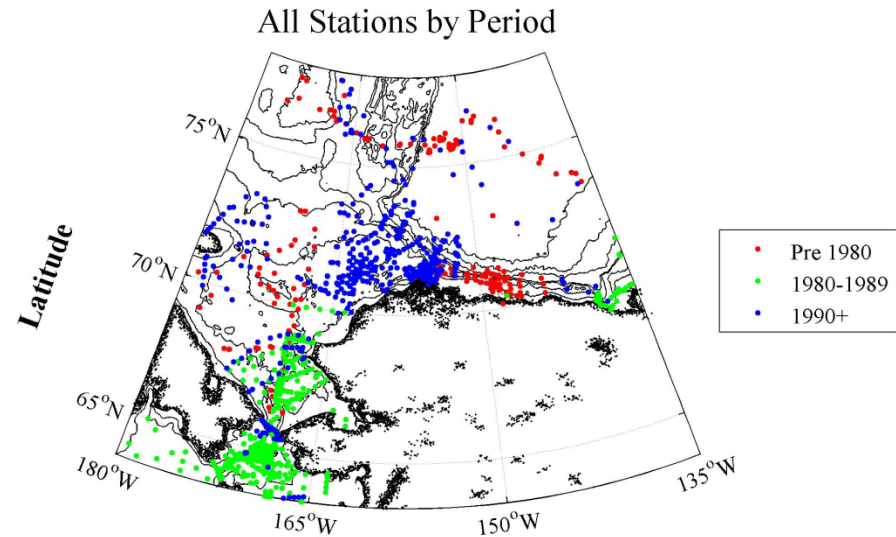 All Stations by Period
75°N
70°N
65°N
Latitude
180°W
165°W
150°W
135°W
Pre 1980
1980-1989
1990+